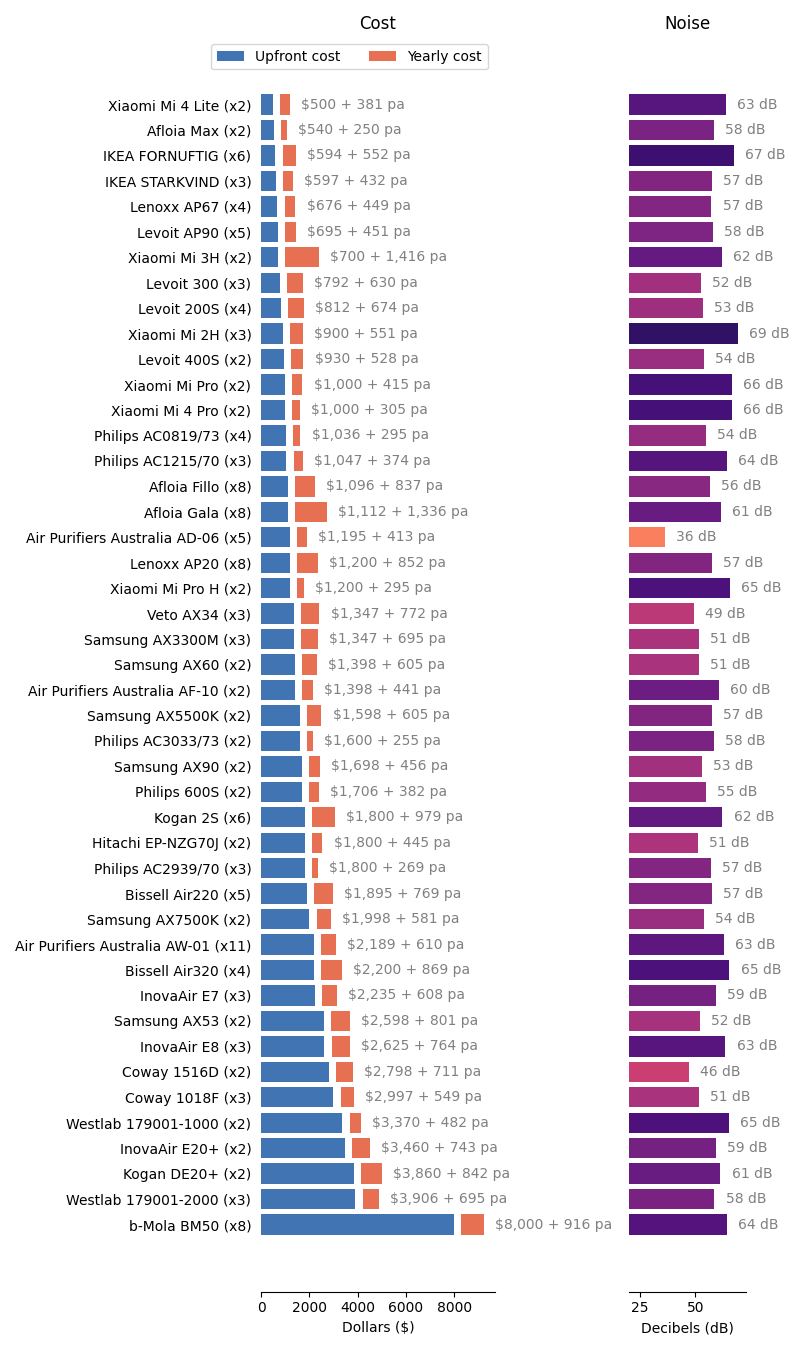 Cost
Noise
Upfront cost
Yearly cost
Xiaomi Mi 4 Lite (x2) $500 + 381 pa 63 dB
Afloia Max (x2) $540 + 250 pa 58 dB
IKEA FORNUFTIG (x6) $594 + 552 pa 67 dB
IKEA STARKVIND (x3) $597 + 432 pa 57 dB
Lenoxx AP67 (x4) $676 + 449 pa 57 dB
Levoit AP90 (x5) $695 + 451 pa 58 dB
Xiaomi Mi 3H (x2) $700 + 1,416 pa 62 dB
Levoit 300 (x3) $792 + 630 pa 52 dB
Levoit 200S (x4) $812 + 674 pa 53 dB
Xiaomi Mi 2H (x3) $900 + 551 pa 69 dB
Levoit 400S (x2) $930 + 528 pa 54 dB
Xiaomi Mi Pro (x2) $1,000 + 415 pa 66 dB
Xiaomi Mi 4 Pro (x2) $1,000 + 305 pa 66 dB
Philips AC0819/73 (x4) $1,036 + 295 pa 54 dB
Philips AC1215/70 (x3) $1,047 + 374 pa 64 dB
Afloia Fillo (x8) $1,096 + 837 pa 56 dB
Afloia Gala (x8) $1,112 + 1,336 pa 61 dB
Air Purifiers Australia AD-06 (x5) $1,195 + 413 pa 36 dB
Lenoxx AP20 (x8) $1,200 + 852 pa 57 dB
Xiaomi Mi Pro H (x2) $1,200 + 295 pa 65 dB
Veto AX34 (x3) $1,347 + 772 pa 49 dB
Samsung AX3300M (x3) $1,347 + 695 pa 51 dB
Samsung AX60 (x2) $1,398 + 605 pa 51 dB
Air Purifiers Australia AF-10 (x2) $1,398 + 441 pa 60 dB
Samsung AX5500K (x2) $1,598 + 605 pa 57 dB
Philips AC3033/73 (x2) $1,600 + 255 pa 58 dB
Samsung AX90 (x2) $1,698 + 456 pa 53 dB
Philips 600S (x2) $1,706 + 382 pa 55 dB
Kogan 2S (x6) $1,800 + 979 pa 62 dB
Hitachi EP-NZG70J (x2) $1,800 + 445 pa 51 dB
Philips AC2939/70 (x3) $1,800 + 269 pa 57 dB
Bissell Air220 (x5) $1,895 + 769 pa 57 dB
Samsung AX7500K (x2) $1,998 + 581 pa 54 dB
Air Purifiers Australia AW-01 (x11) $2,189 + 610 pa 63 dB
Bissell Air320 (x4) $2,200 + 869 pa 65 dB
InovaAir E7 (x3) $2,235 + 608 pa 59 dB
Samsung AX53 (x2) $2,598 + 801 pa 52 dB
InovaAir E8 (x3) $2,625 + 764 pa 63 dB
Coway 1516D (x2) $2,798 + 711 pa 46 dB
Coway 1018F (x3) $2,997 + 549 pa 51 dB
Westlab 179001-1000 (x2) $3,370 + 482 pa 65 dB
InovaAir E20+ (x2) $3,460 + 743 pa 59 dB
Kogan DE20+ (x2) $3,860 + 842 pa 61 dB
Westlab 179001-2000 (x3) $3,906 + 695 pa 58 dB
b-Mola BM50 (x8) $8,000 + 916 pa 64 dB
0 2000 4000 6000 8000 25 50
Dollars ($) Decibels (dB)